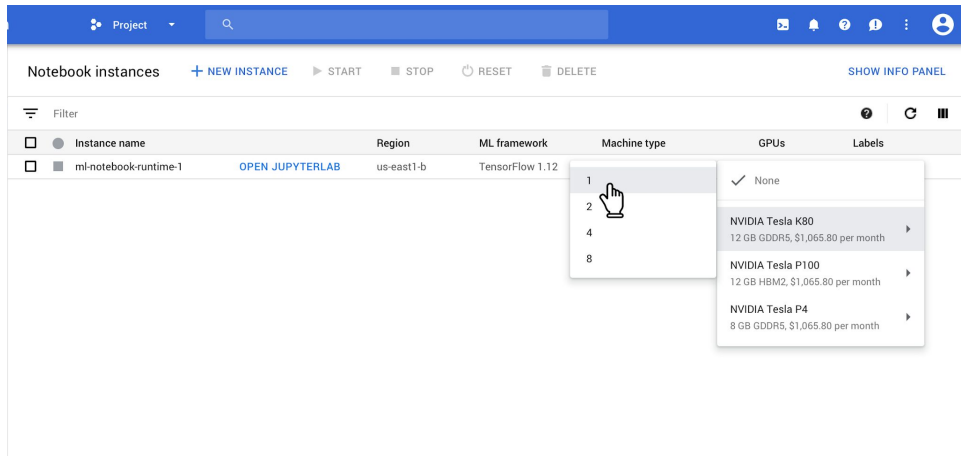 Project
Notebook instances + NEW INSTANCE START STOP RESET DELETE SHOW INFO PANEL
Filter
Instance name Region ML framework Machine type GPUs Labels
ml-notebook-runtime-1 OPEN JUPYTERLAB us-east1-b TensorFlow 1.12
1
2
4
8
None
NVIDIA Tesla K80
12 GB GDDR5, $1,065.80 per month
NVIDIA Tesla P100
12 GB HBM2, $1,065.80 per month
NVIDIA Tesla P4
8 GB GDDR5, $1,065.80 per month